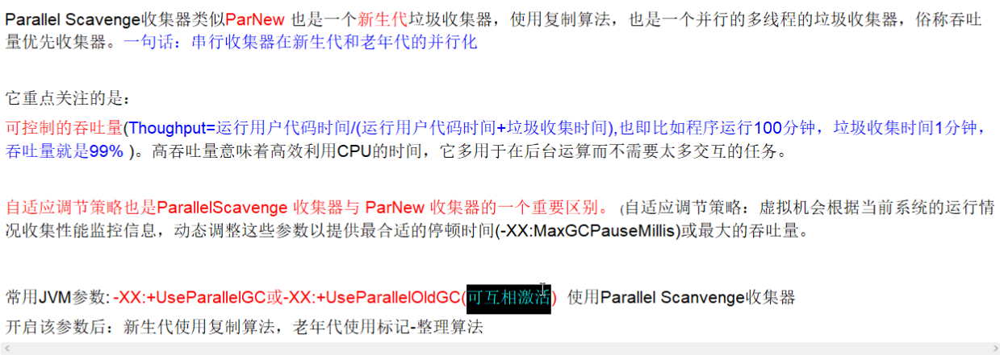 Parallel Scavenge收集器类似ParNew 也是一个新生代垃圾收集器，使用复制算法，也是一个并行的多线程的垃圾收集器，俗称吞吐
量优先收集器。一句话：串行收集器在新生代和老年代的并行化
它重点关注的是：
可控制的吞吐量(Thoughput=运行用户代码时间/(运行用户代码时间+垃圾收集时间),也即比如程序运行100分钟，垃圾收集时间1分钟，
吞吐量就是99% )。高吞吐量意味着高效利用CPU的时间，它多用于在后台运算而不需要太多交互的任务。
自适应调节策略也是ParallelScavenge 收集器与 ParNew 收集器的一个重要区别。（自适应调节策略：虚拟机会根据当前系统的运行情
况收集性能监控信息，动态调整这些参数以提供最合适的停顿时间(-XX:MaxGCPauseMillis)或最大的吞吐量。
常用JVM参数: -XX:+UseParallelGC或-XX:+UseParallelOldGC(可互相激活) 使用Parallel Scanvenge收集器
开启该参数后：新生代使用复制算法，老年代使用标记-整理算法